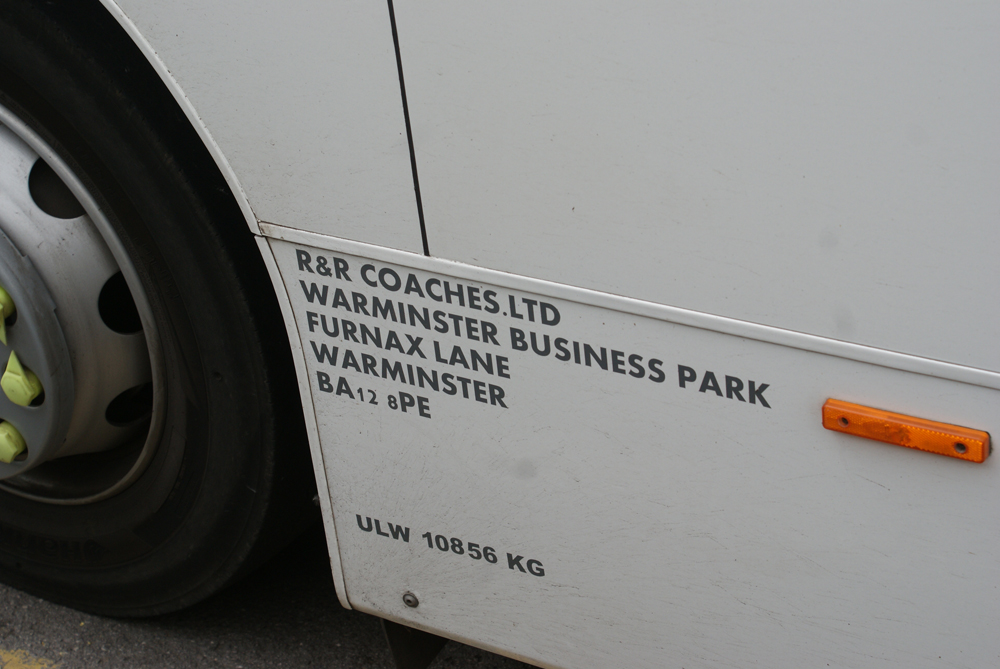 R&R COACHES.LTD
WARMINSTER BUSINESS PARK
FURNAX LANE
WARMINSTER
BA12 8PE
ULW 10856 KG